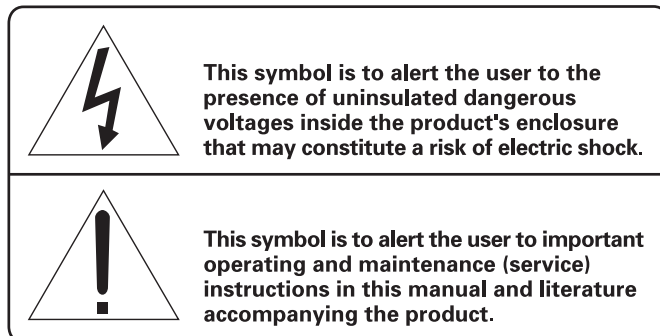 This symbol is to alert the user to the
presence of uninsulated dangerous
voltages inside the product's enclosure
that may constitute a risk of electric shock.
This symbol is to alert the user to important
operating and maintenance (service)
instructions in this manual and literature
accompanying the product.